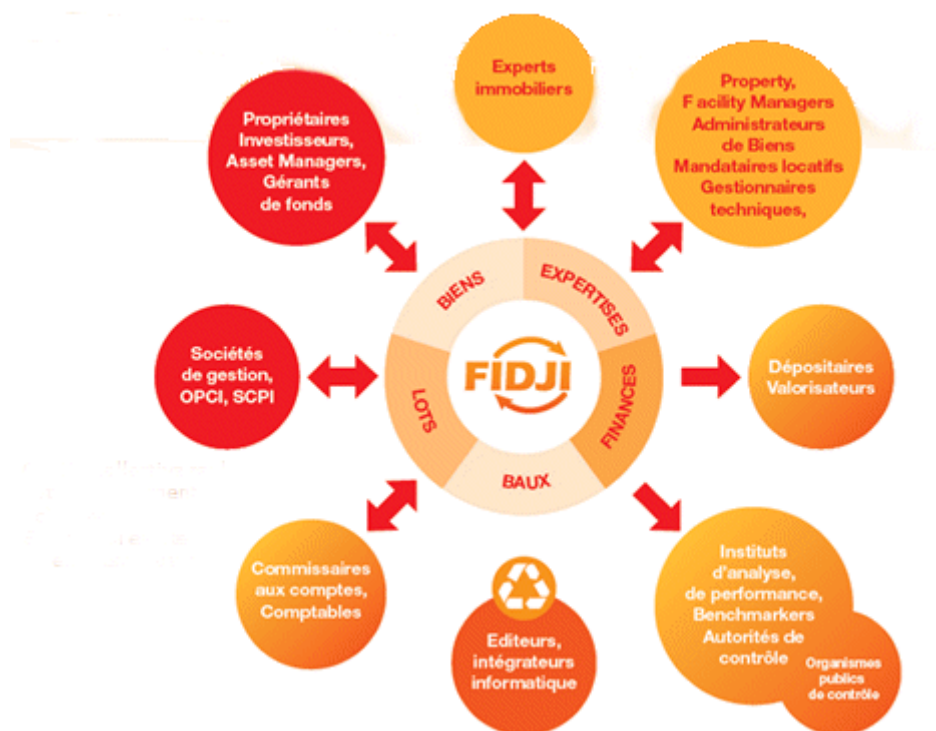 Experts
immobiliers
Property,
F acility Managers
Administrateurs
de Biens
Mandataires locatifs
Gestionnaires
techniques,
Propriétaires
Investisseurs,
Asset Managers,
Gérants
de fonds
BIENS
EXPERTISES
FIDJI
LOTS
FINANCES
BAUX
Sociétés
de gestion,
OPCI, SCPI
Dépositaires
Valorisateurs
Commissaires
aux comptes,
Comptables
Editeurs,
intégrateurs
informatique
Instituts
d'analyse,
de performance,
Benchmarkers
Autorités de
contrôle
Organismes
publics
de contrôle